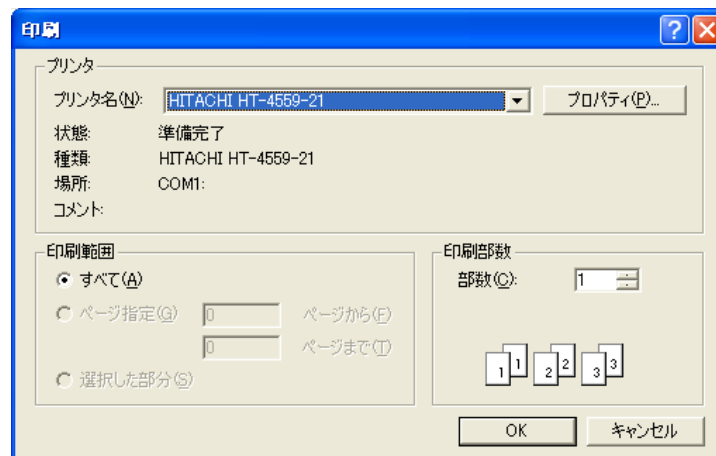 印刷
プリンタ
プリンタ名(N): HITACHI HT-4559-21 プロパティ(P)...
状態: 準備完了
種類: HITACHI HT-4559-21
場所: COM1:
コメント:
印刷範囲
すべて(A)
ページ指定(G) 0 ページから(F)
0 ページまで(T)
選択した部分(S)
印刷部数
部数(C): 1
1 1 2 2 3 3
OK キャンセル